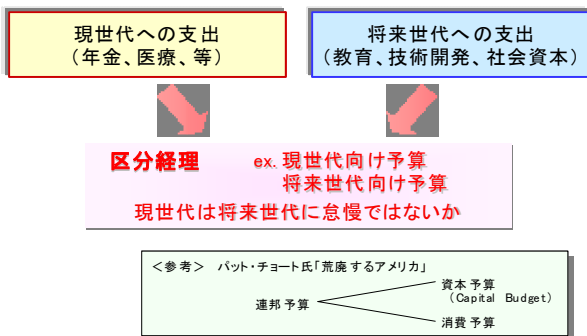 現世代への支出
（年金、医療、等）
将来世代への支出
（教育、技術開発、社会資本）
区分経理 ex. 現世代向け予算
将来世代向け予算
現世代は将来世代に怠慢ではないか
＜参考＞ パット・チョート氏「荒廃するアメリカ」
連邦予算
資本予算
（Capital Budget）
消費予算